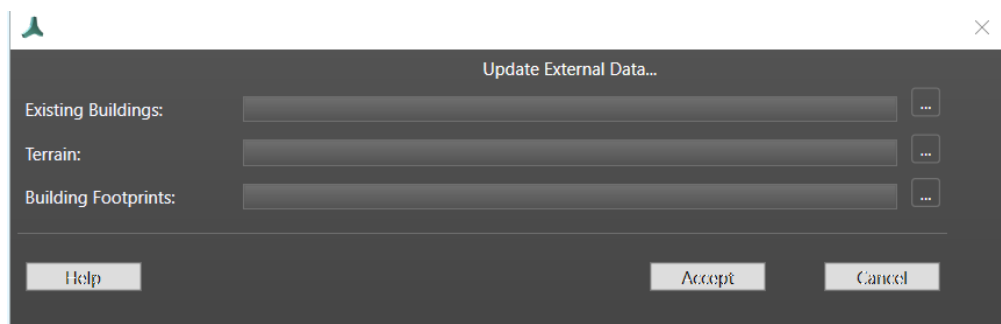 Update External Data...
Existing Buildings:
...
Terrain:
...
Building Footprints:
...
Help
Accept
Cancel